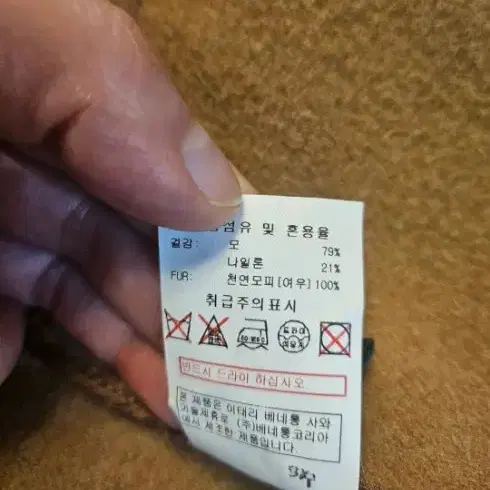 섬유 및 혼용율
겉감: 모 79%
나일론 21%
FUR: 천연모피[여우] 100%
취급주의표시
드라이
반드시 드라이 하십시오
본 제품은 이태리 베네통 사와
기술제휴로 (주)베네통코리아
에서 제조한 제품입니다.